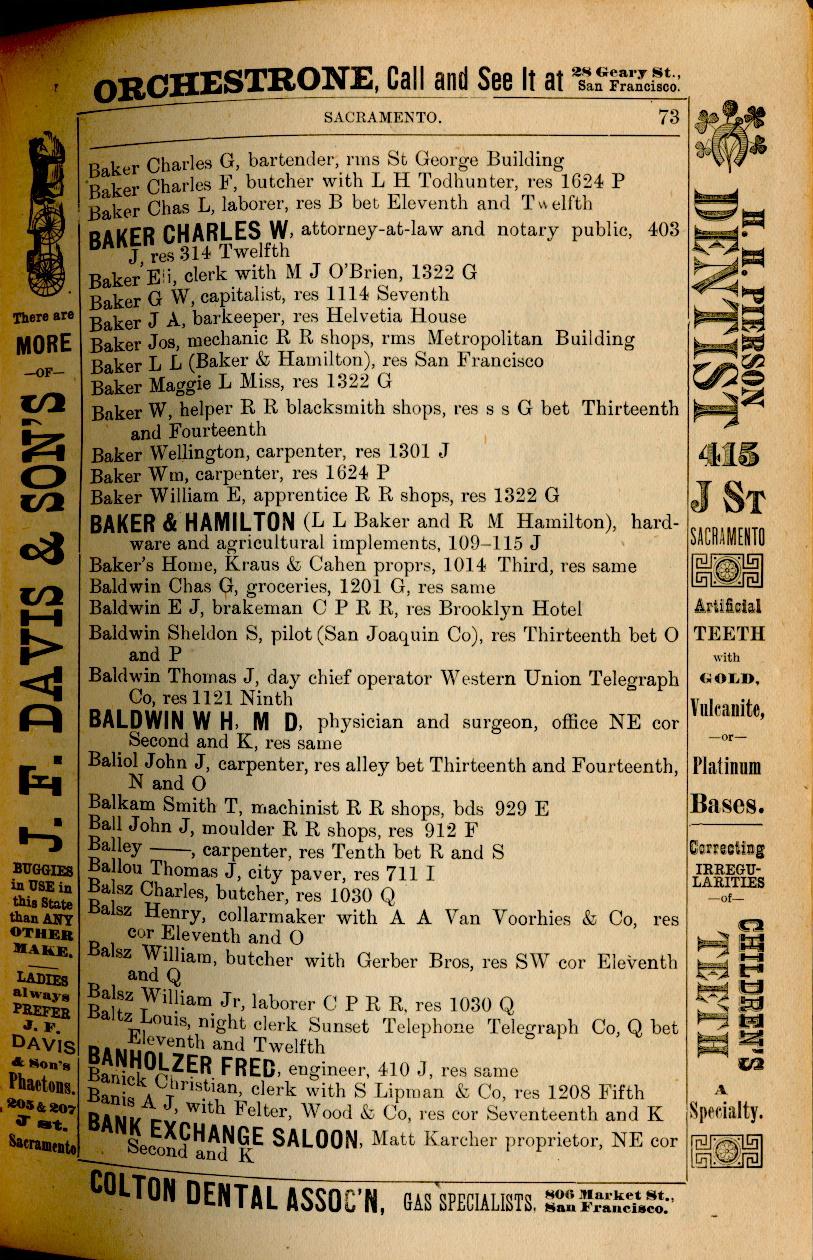 ORCHESTRONE, Call and See It at 28 Geary St., San Francisco.
SACRAMENTO. 73
Baker Charles G, bartender, rms St George Building
Baker Charles F, butcher with L H Todhunter, res 1624 P
Baker Chas L, laborer, res B bet Eleventh and Twelfth
BAKER CHARLES W, attorney-at-law and notary public, 403
J, res 314 Twelfth
Baker Eli, clerk with M J O'Brien, 1322 G
Baker G W, capitalist, res 1114 Seventh
Baker J A, barkeeper, res Helvetia House
Baker Jos, mechanic R R shops, rms Metropolitan Building
Baker L L (Baker & Hamilton), res San Francisco
Baker Maggie L Miss, res 1322 G
Baker W, helper R R blacksmith shops, res s s G bet Thirteenth
and Fourteenth
Baker Wellington, carpenter, res 1301 J
Baker Wm, carpenter, res 1624 P
Baker William E, apprentice R R shops, res 1322 G
BAKER & HAMILTON (L L Baker and R M Hamilton), hard-
ware and agricultural implements, 109–115 J
Baker's Home, Kraus & Cahen proprs, 1014 Third, res same
Baldwin Chas G, groceries, 1201 G, res same
Baldwin E J, brakeman C P R R, res Brooklyn Hotel
Baldwin Sheldon S, pilot (San Joaquin Co), res Thirteenth bet O
and P
Baldwin Thomas J, day chief operator Western Union Telegraph
Co, res 1121 Ninth
BALDWIN W H, M D, physician and surgeon, office NE cor
Second and K, res same
Baliol John J, carpenter, res alley bet Thirteenth and Fourteenth,
N and O
Balkam Smith T, machinist R R shops, bds 929 E
Ball John J, moulder R R shops, res 912 F
Balley ——, carpenter, res Tenth bet R and S
Ballou Thomas J, city paver, res 711 I
Balsz Charles, butcher, res 1030 Q
Balsz Henry, collarmaker with A A Van Voorhies & Co, res
cor Eleventh and O
Balsz William, butcher with Gerber Bros, res SW cor Eleventh
and Q
Balsz William Jr, laborer C P R R, res 1030 Q
Baltz Louis, night clerk Sunset Telephone Telegraph Co, Q bet
Eleventh and Twelfth
BANHOLZER FRED, engineer, 410 J, res same
Banick Christian, clerk with S Lipman & Co, res 1208 Fifth
Banis A J, with Felter, Wood & Co, res cor Seventeenth and K
BANK EXCHANGE SALOON, Matt Karcher proprietor, NE cor
Second and K
COLTON DENTAL ASSOC'N, GAS SPECIALISTS, 806 Market St., San Francisco.
There are
MORE
—OF—
J. F. DAVIS & SON'S
BUGGIES
in USE in
this State
than ANY
OTHER
MAKE.
LADIES
always
PREFER
J. F.
DAVIS
& Son's
Phaetons.
205 & 207
J St.
Sacramento
H. H. PIERSON
DENTIST
415
J ST
SACRAMENTO
Artificial
TEETH
with
GOLD,
Vulcanite,
—or—
Platinum
Bases.
Correcting
IRREGU-
LARITIES
—of—
CHILDREN'S
TEETH
A
Specialty.